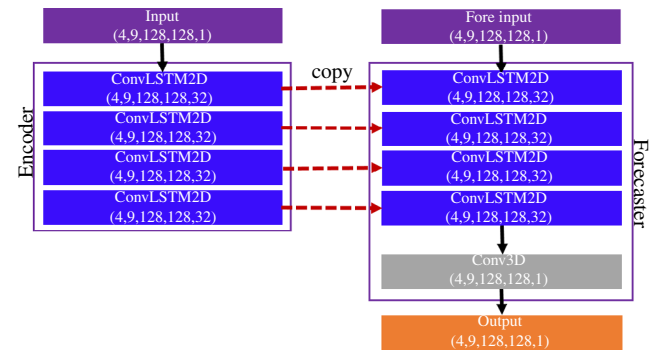 Input
(4,9,128,128,1)
Encoder
ConvLSTM2D
(4,9,128,128,32)
ConvLSTM2D
(4,9,128,128,32)
ConvLSTM2D
(4,9,128,128,32)
ConvLSTM2D
(4,9,128,128,32)
copy
Fore input
(4,9,128,128,1)
ConvLSTM2D
(4,9,128,128,32)
ConvLSTM2D
(4,9,128,128,32)
ConvLSTM2D
(4,9,128,128,32)
ConvLSTM2D
(4,9,128,128,32)
Conv3D
(4,9,128,128,1)
Forecaster
Output
(4,9,128,128,1)